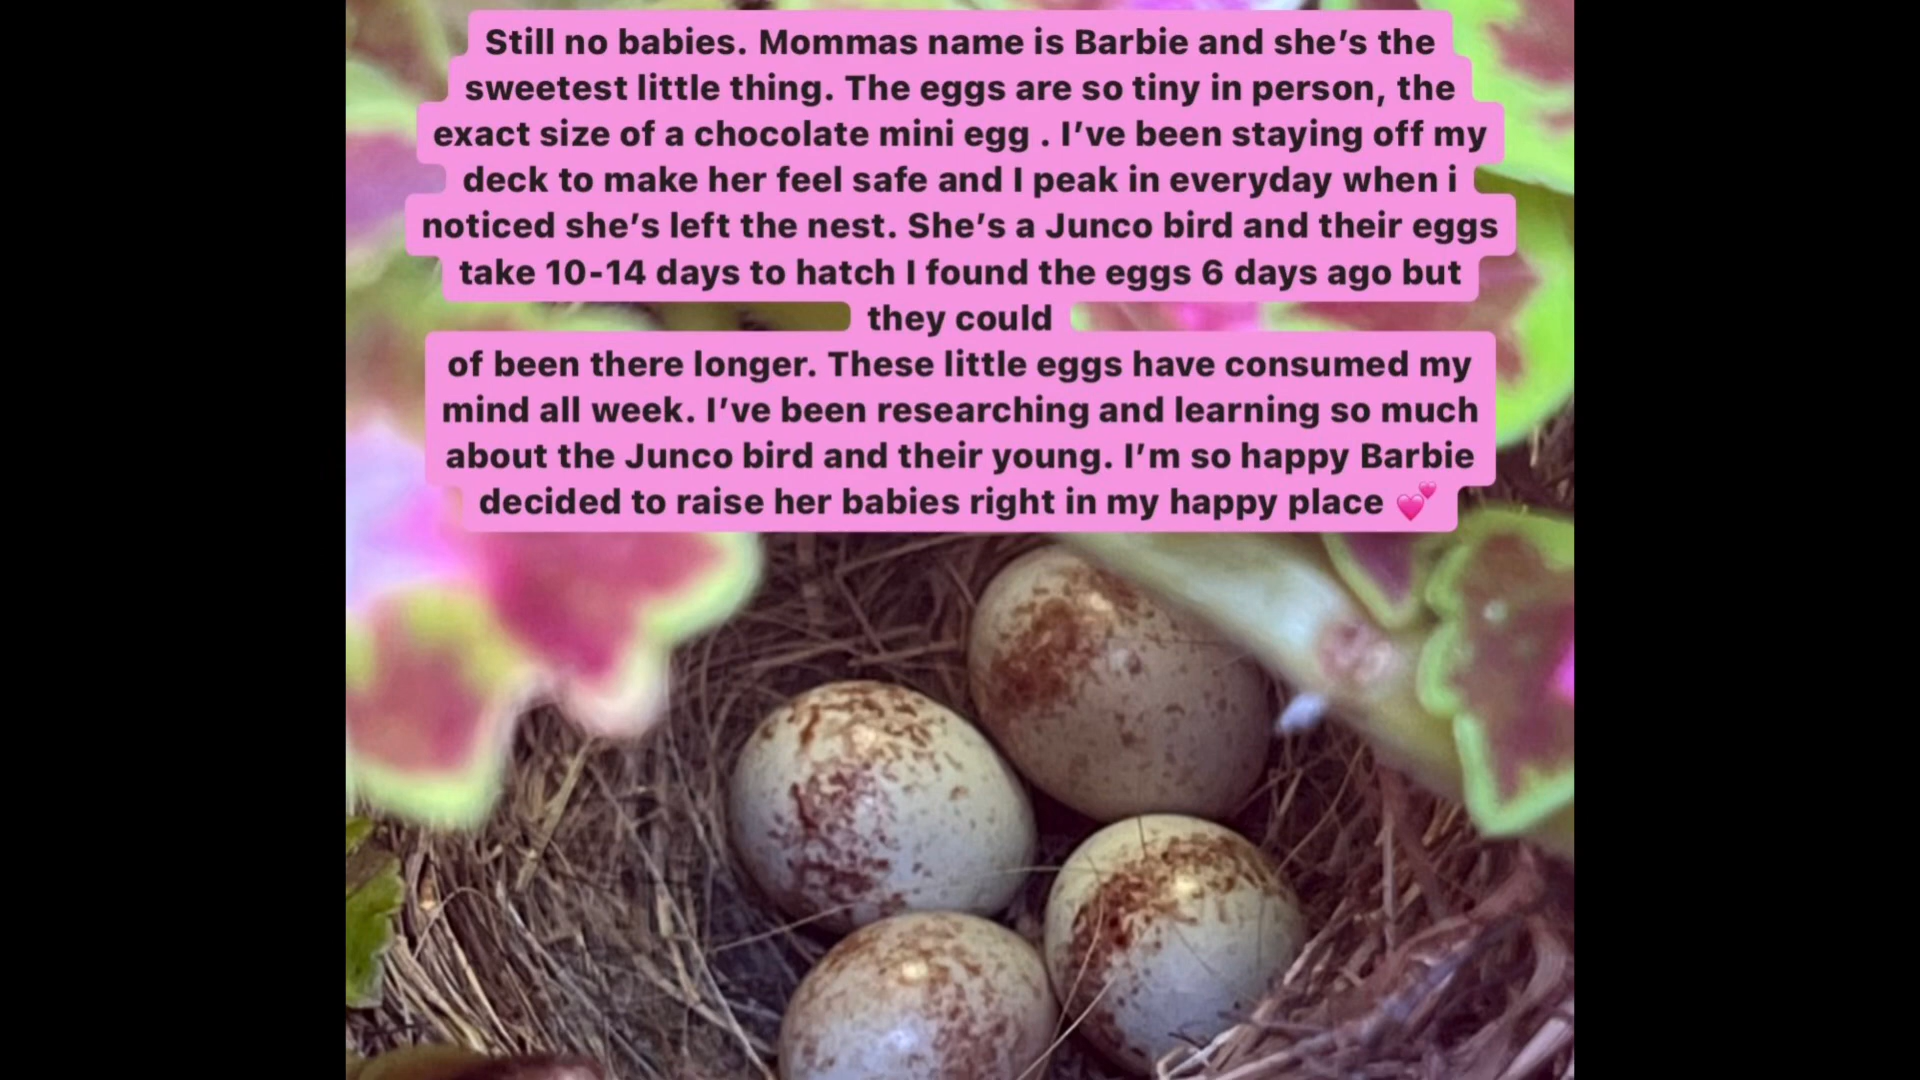 Still no babies. Mommas name is Barbie and she’s the
sweetest little thing. The eggs are so tiny in person, the
exact size of a chocolate mini egg . I’ve been staying off my
deck to make her feel safe and I peak in everyday when i
noticed she’s left the nest. She’s a Junco bird and their eggs
take 10-14 days to hatch I found the eggs 6 days ago but
they could
of been there longer. These little eggs have consumed my
mind all week. I’ve been researching and learning so much
about the Junco bird and their young. I’m so happy Barbie
decided to raise her babies right in my happy place 💕